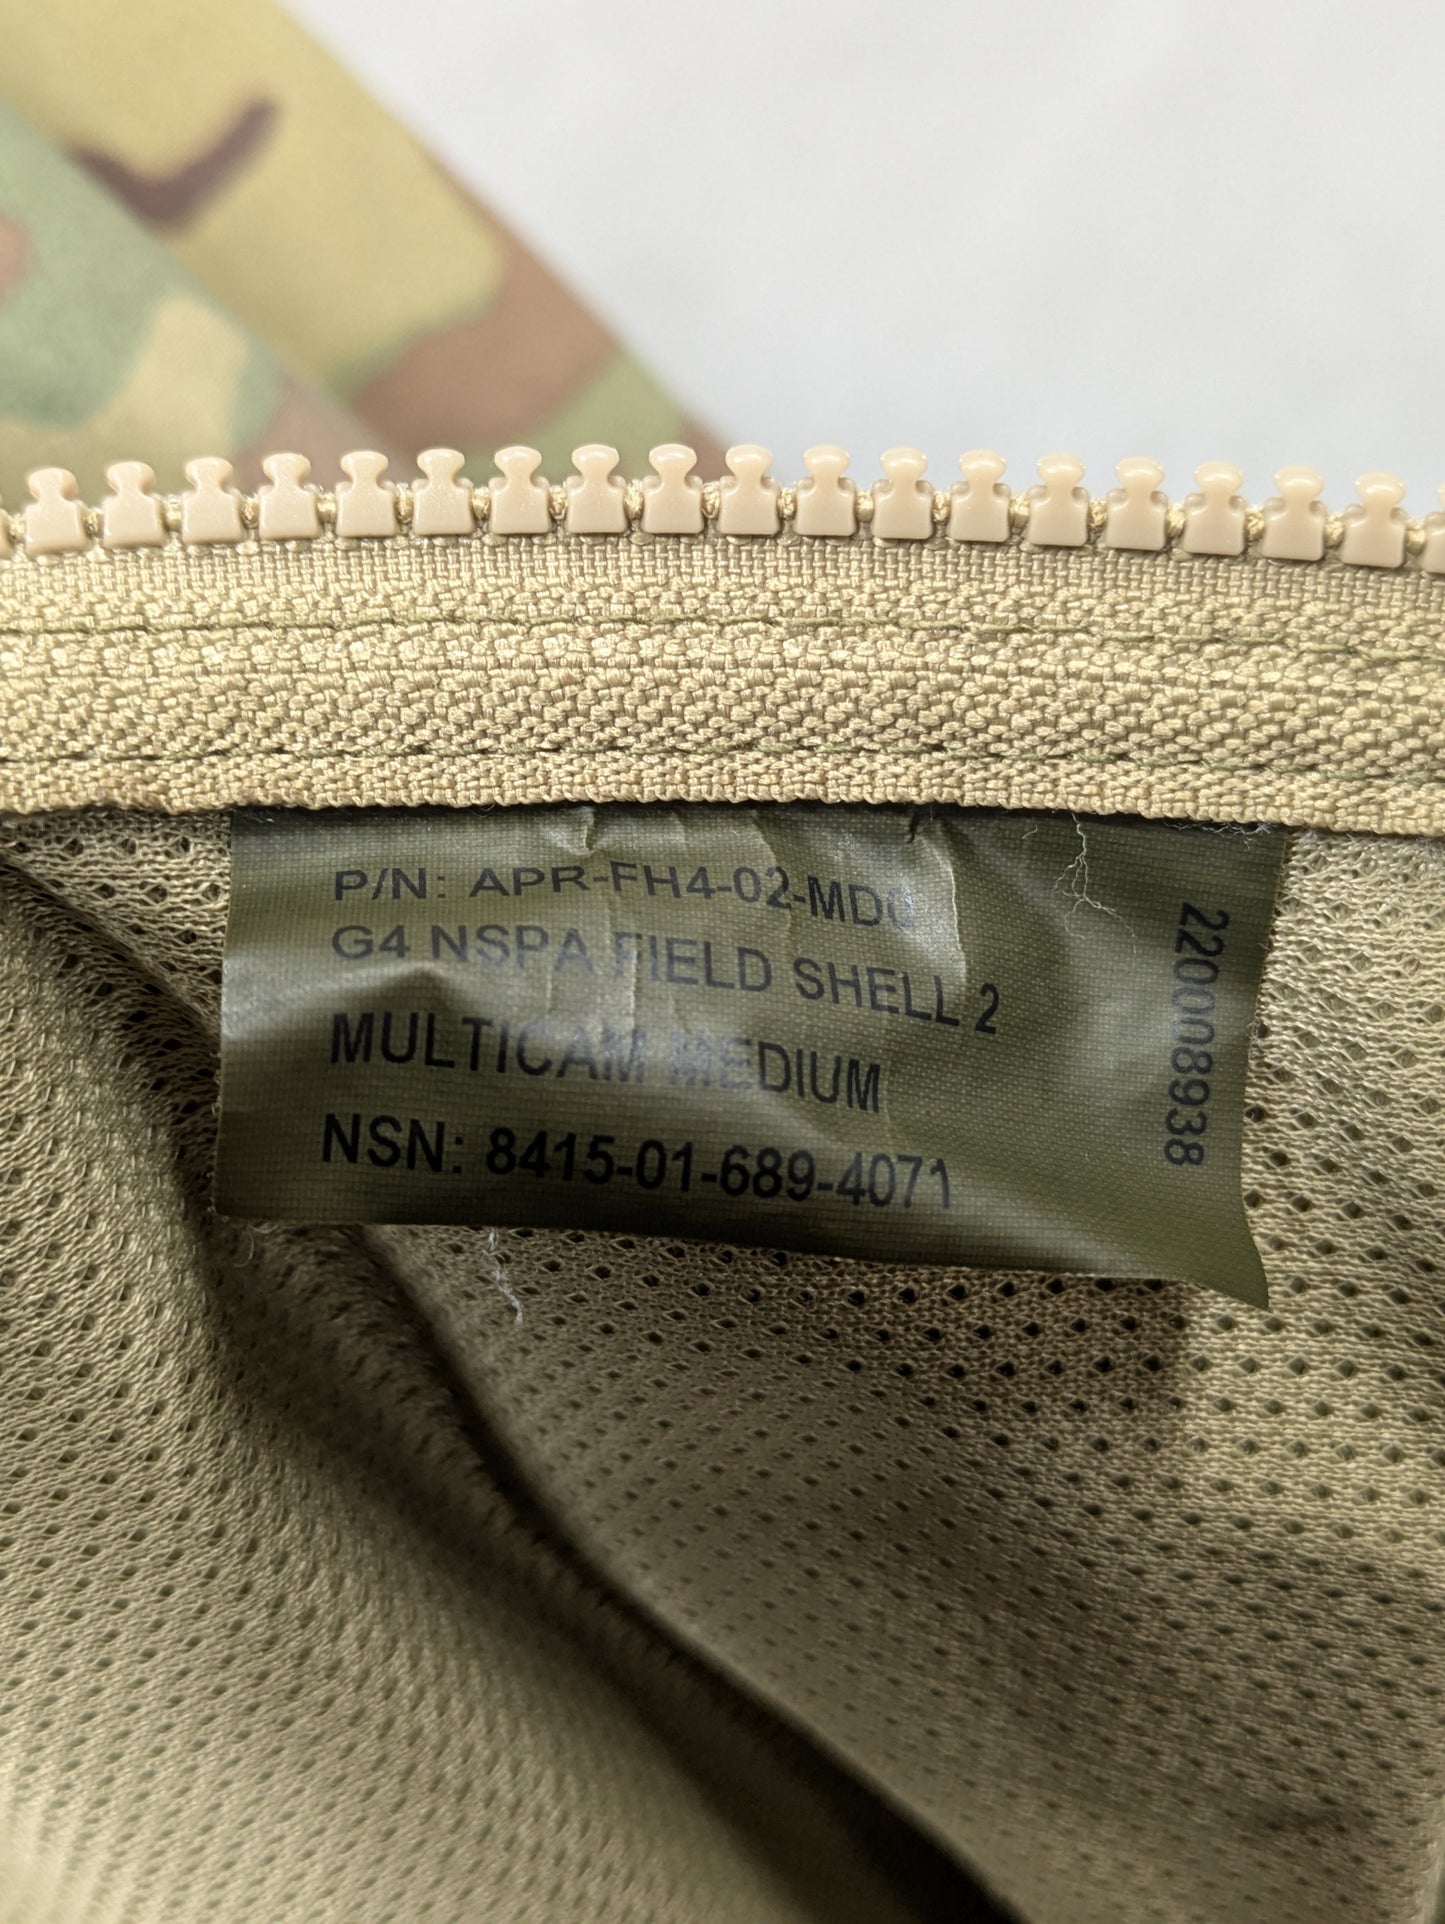 P/N: APR-FH4-02-MD0
G4 NSPA FIELD SHELL 2
MULTICAM MEDIUM
NSN: 8415-01-689-4071
220008938